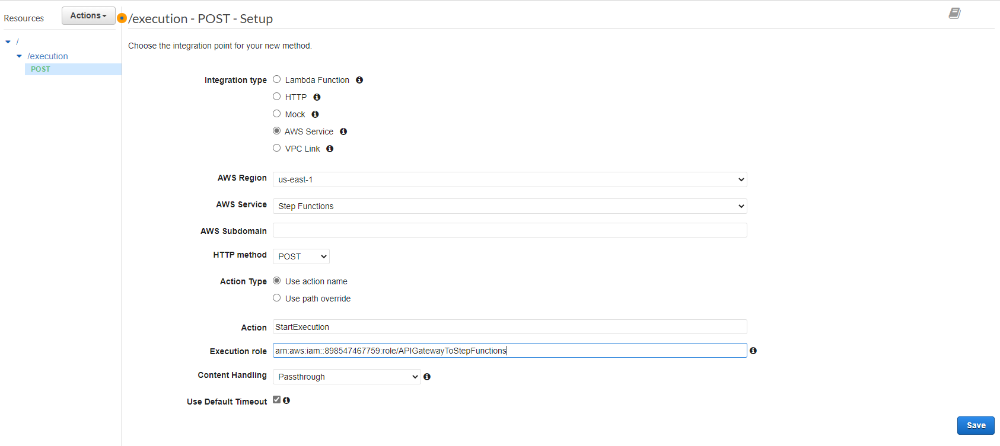 Resources
Actions
/execution - POST - Setup
/
/execution
POST
Choose the integration point for your new method.
Integration type
Lambda Function
HTTP
Mock
AWS Service
VPC Link
AWS Region us-east-1
AWS Service Step Functions
AWS Subdomain
HTTP method POST
Action Type Use action name
Use path override
Action StartExecution
Execution role arn:aws:iam::898547467759:role/APIGatewayToStepFunctions
Content Handling Passthrough
Use Default Timeout
Save